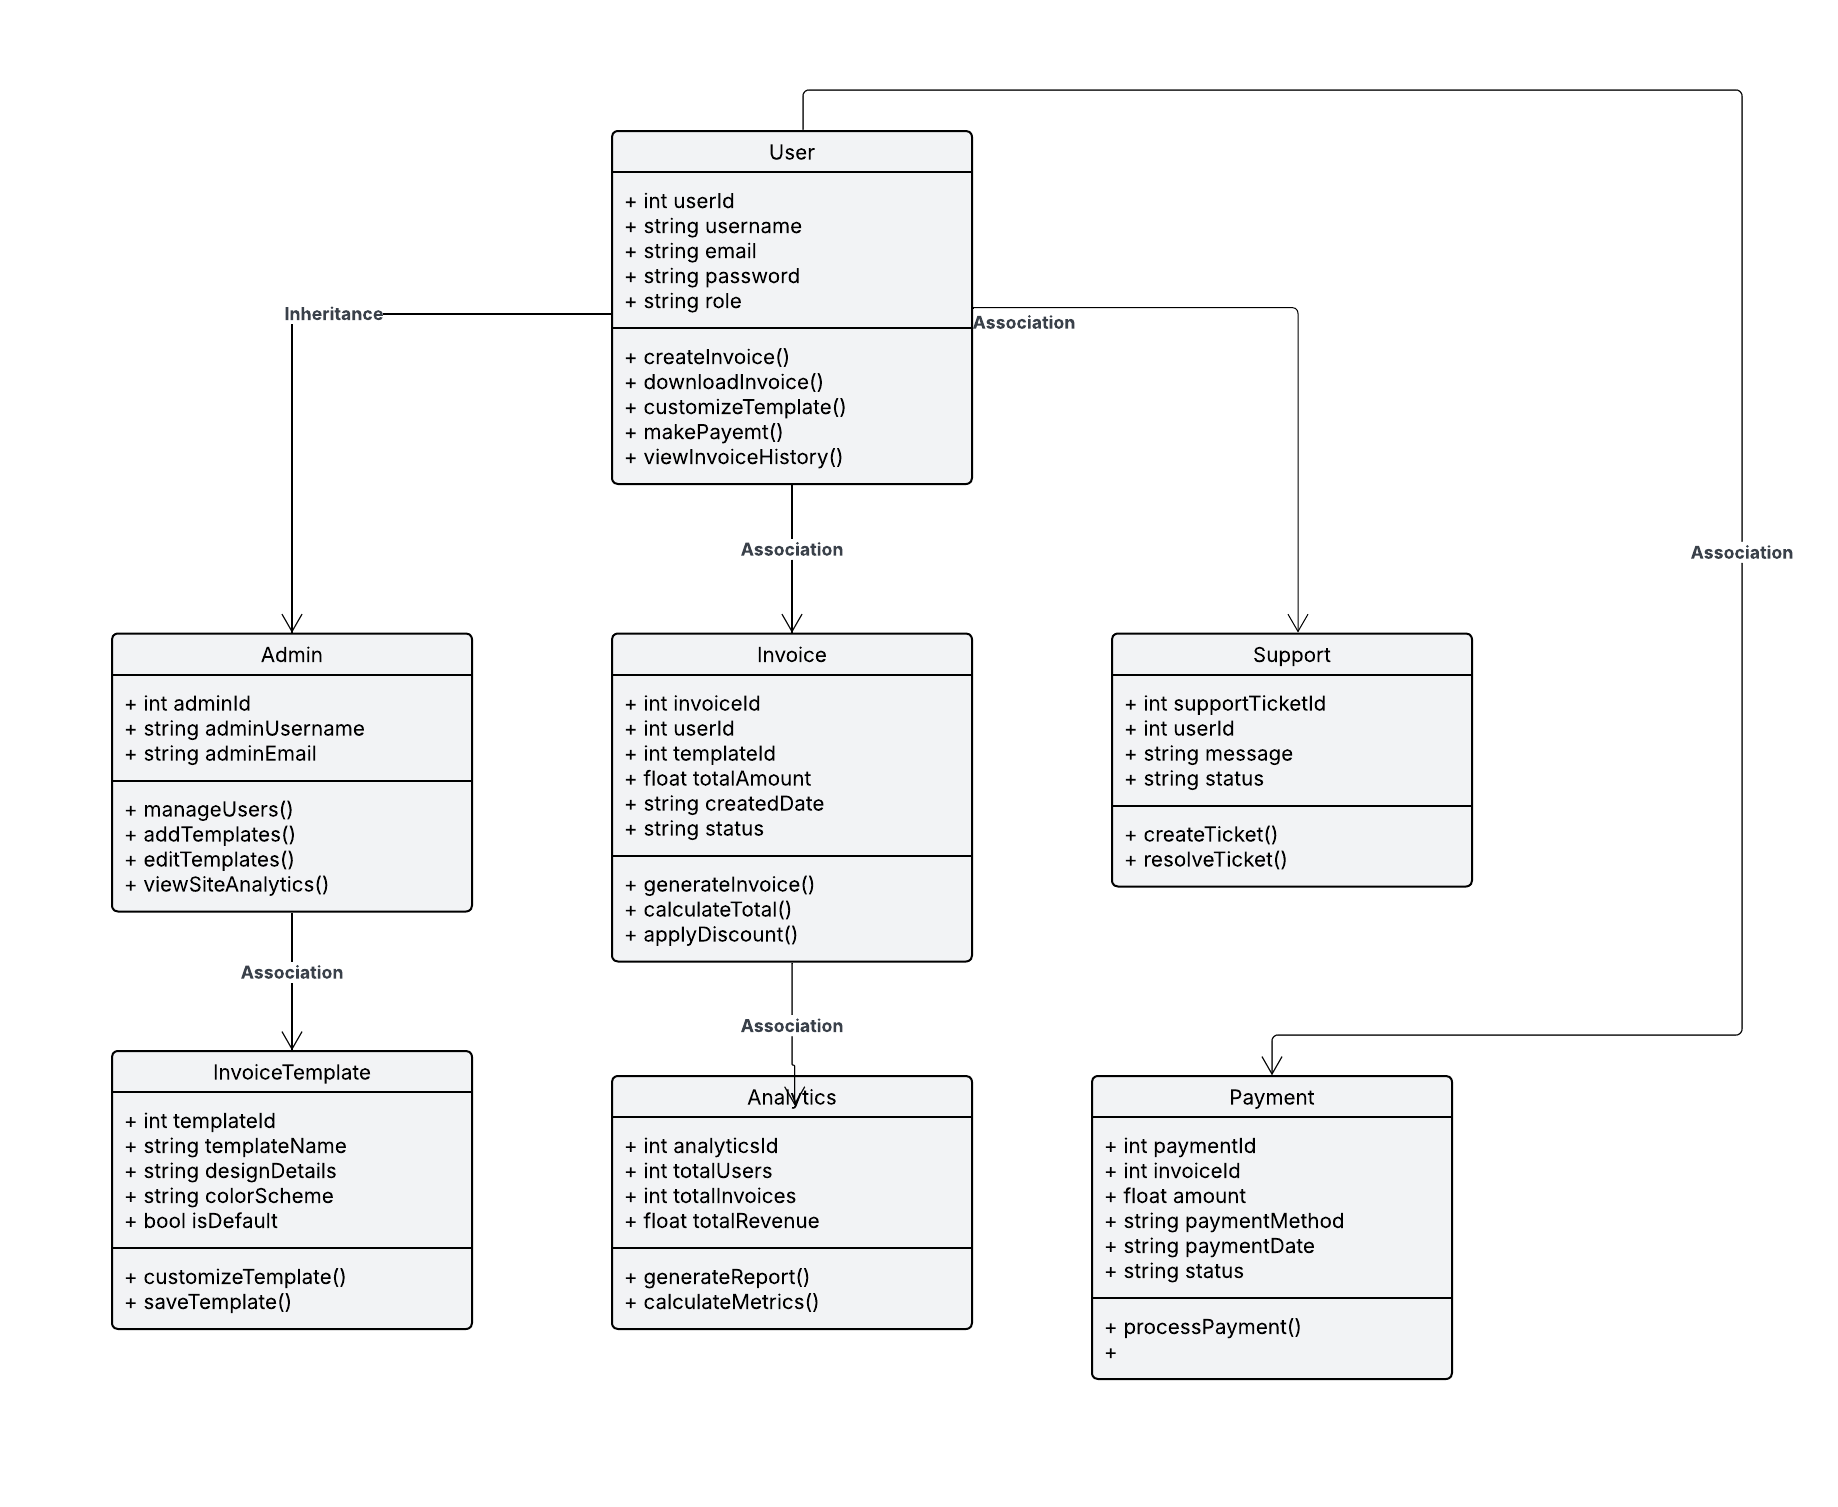 User
+ int userId
+ string username
+ string email
+ string password
+ string role
+ createInvoice()
+ downloadInvoice()
+ customizeTemplate()
+ makePayemt()
+ viewInvoiceHistory()
Inheritance
Association
Association
Association
Admin
+ int adminId
+ string adminUsername
+ string adminEmail
+ manageUsers()
+ addTemplates()
+ editTemplates()
+ viewSiteAnalytics()
Invoice
+ int invoiceId
+ int userId
+ int templateId
+ float totalAmount
+ string createdDate
+ string status
+ generateInvoice()
+ calculateTotal()
+ applyDiscount()
Support
+ int supportTicketId
+ int userId
+ string message
+ string status
+ createTicket()
+ resolveTicket()
Association
Association
InvoiceTemplate
+ int templateId
+ string templateName
+ string designDetails
+ string colorScheme
+ bool isDefault
+ customizeTemplate()
+ saveTemplate()
Analytics
+ int analyticsId
+ int totalUsers
+ int totalInvoices
+ float totalRevenue
+ generateReport()
+ calculateMetrics()
Payment
+ int paymentId
+ int invoiceId
+ float amount
+ string paymentMethod
+ string paymentDate
+ string status
+ processPayment()
+